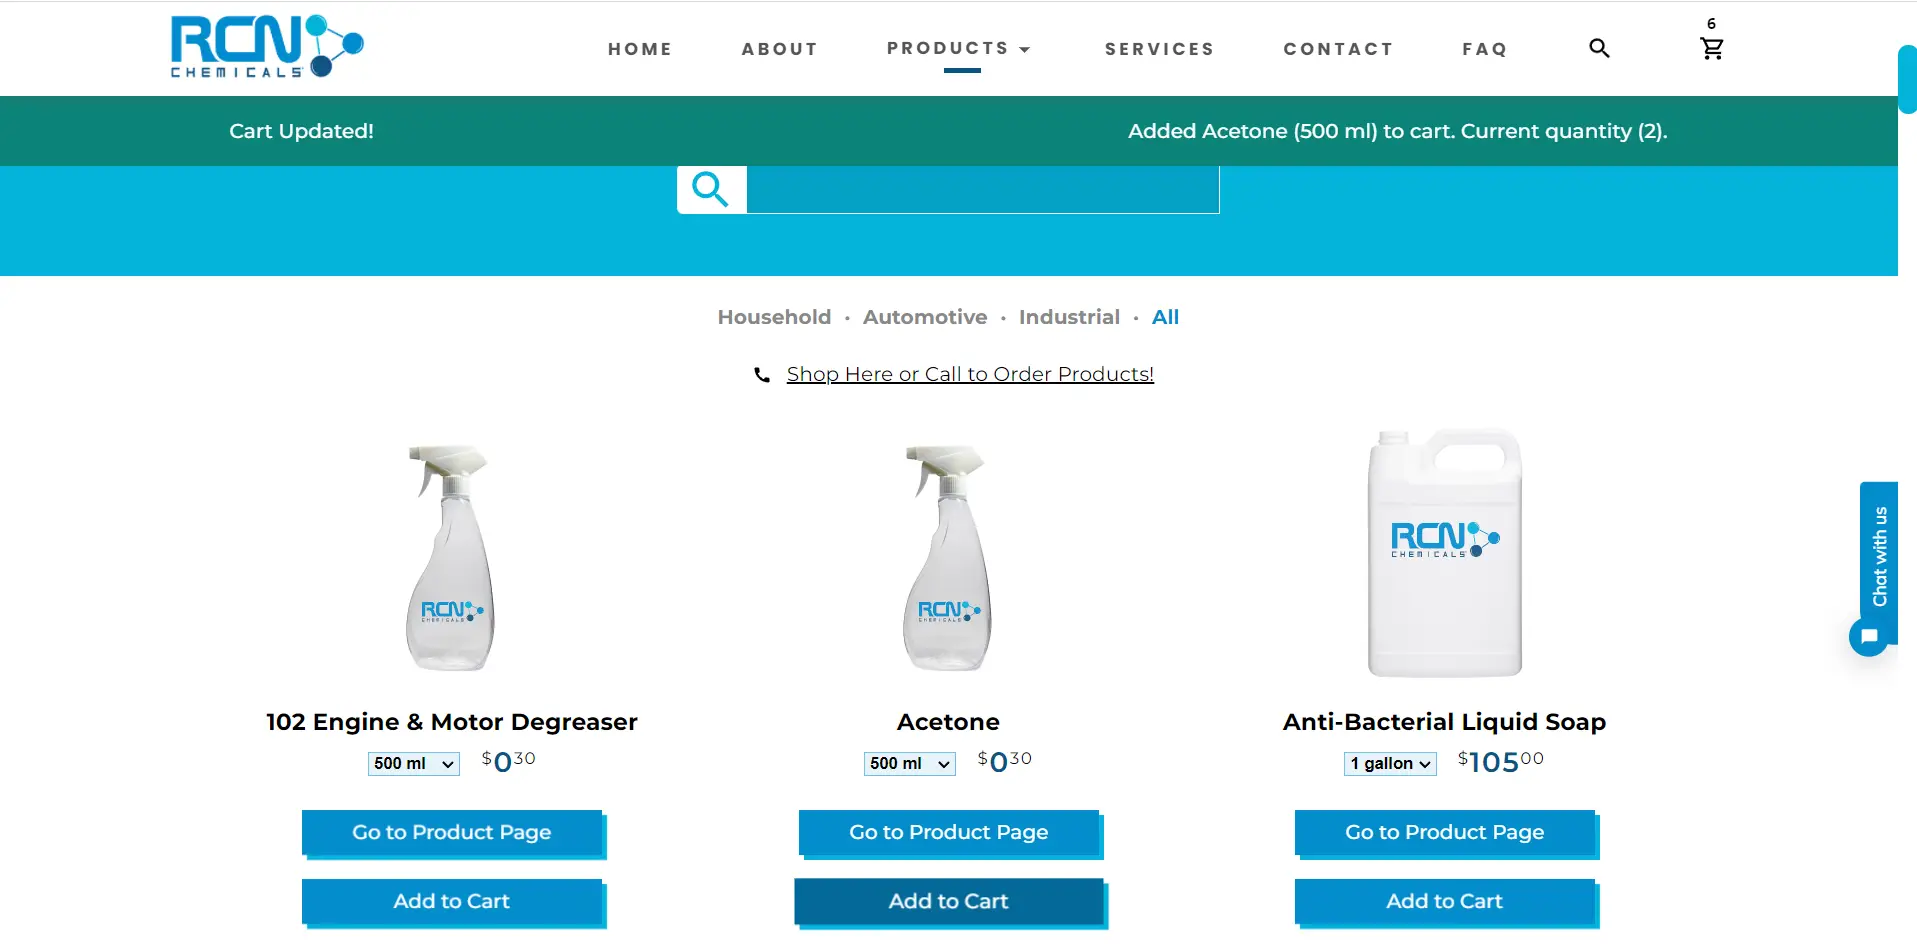 RCN
CHEMICALS
HOME
ABOUT
PRODUCTS
SERVICES
CONTACT
FAQ
6
Cart Updated!
Added Acetone (500 ml) to cart. Current quantity (2).
Household · Automotive · Industrial · All
Shop Here or Call to Order Products!
RCN
CHEMICALS
RCN
CHEMICALS
RCN
CHEMICALS
Chat with us
102 Engine & Motor Degreaser
500 ml
$0.30
Acetone
500 ml
$0.30
Anti-Bacterial Liquid Soap
1 gallon
$105.00
Go to Product Page
Go to Product Page
Go to Product Page
Add to Cart
Add to Cart
Add to Cart